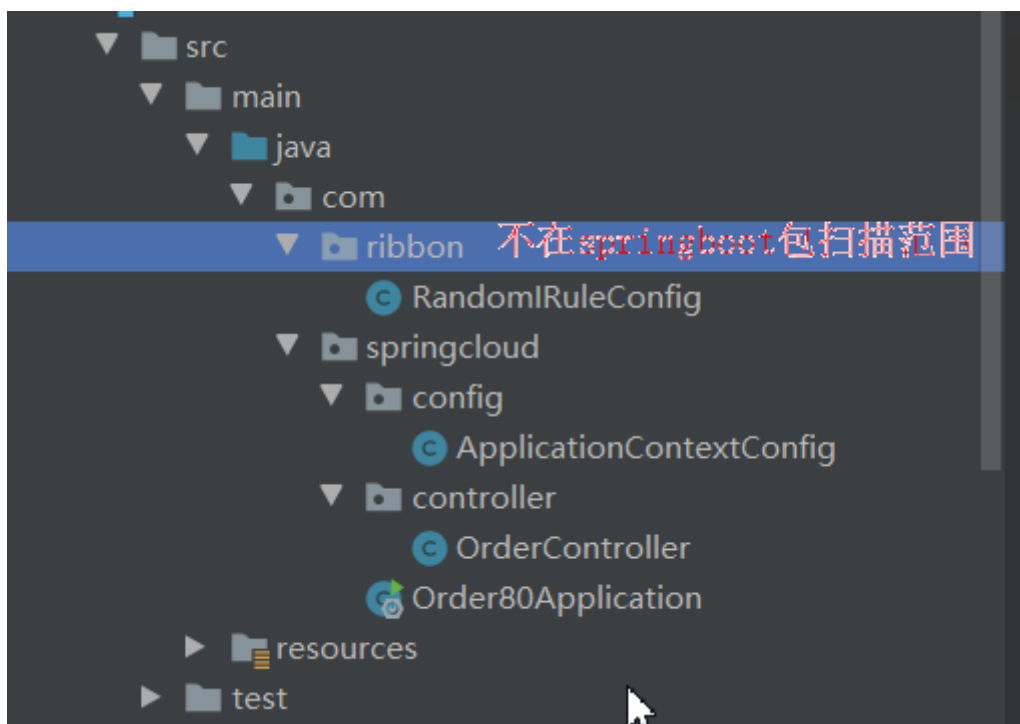 src
main
java
com
ribbon 不在springboot包扫描范围
RandomIRuleConfig
springcloud
config
ApplicationContextConfig
controller
OrderController
Order80Application
resources
test